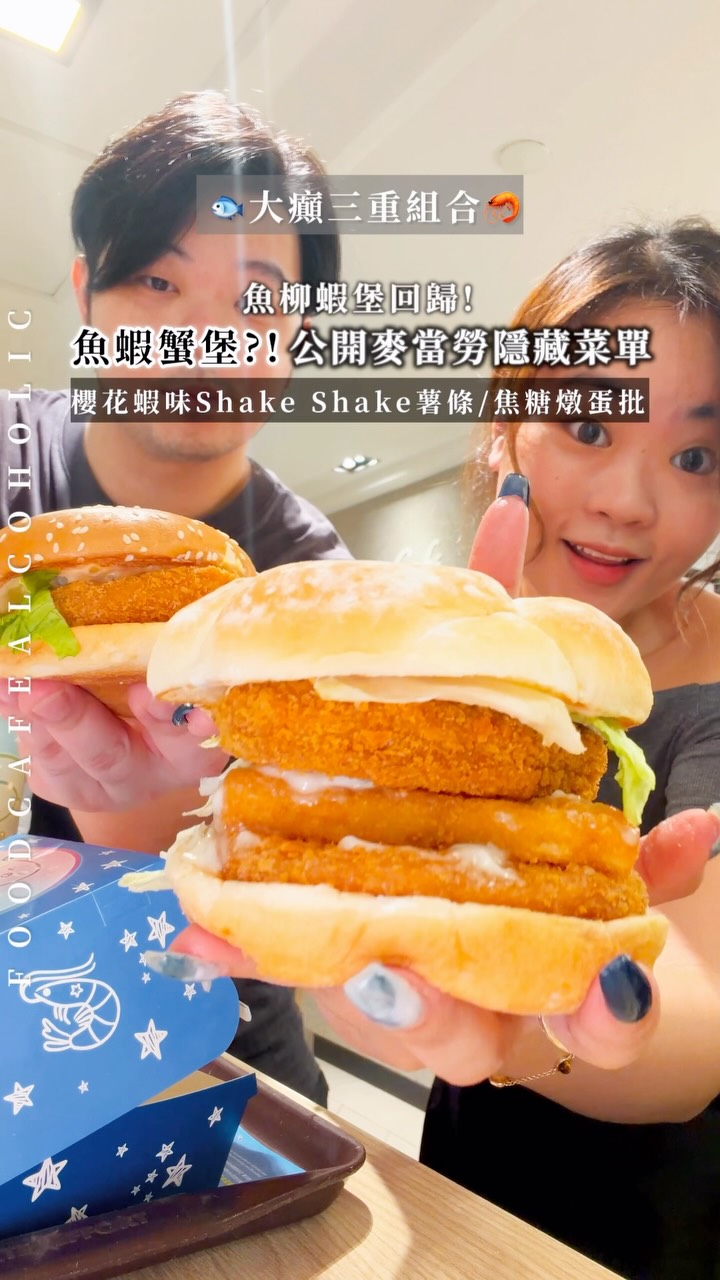 🐟大癲三重組合🦐
魚柳蝦堡回歸!
魚蝦蟹堡?! 公開麥當勞隱藏菜單
櫻花蝦味Shake Shake薯條/焦糖燉蛋批
FOODCAFEALCOHOLIC